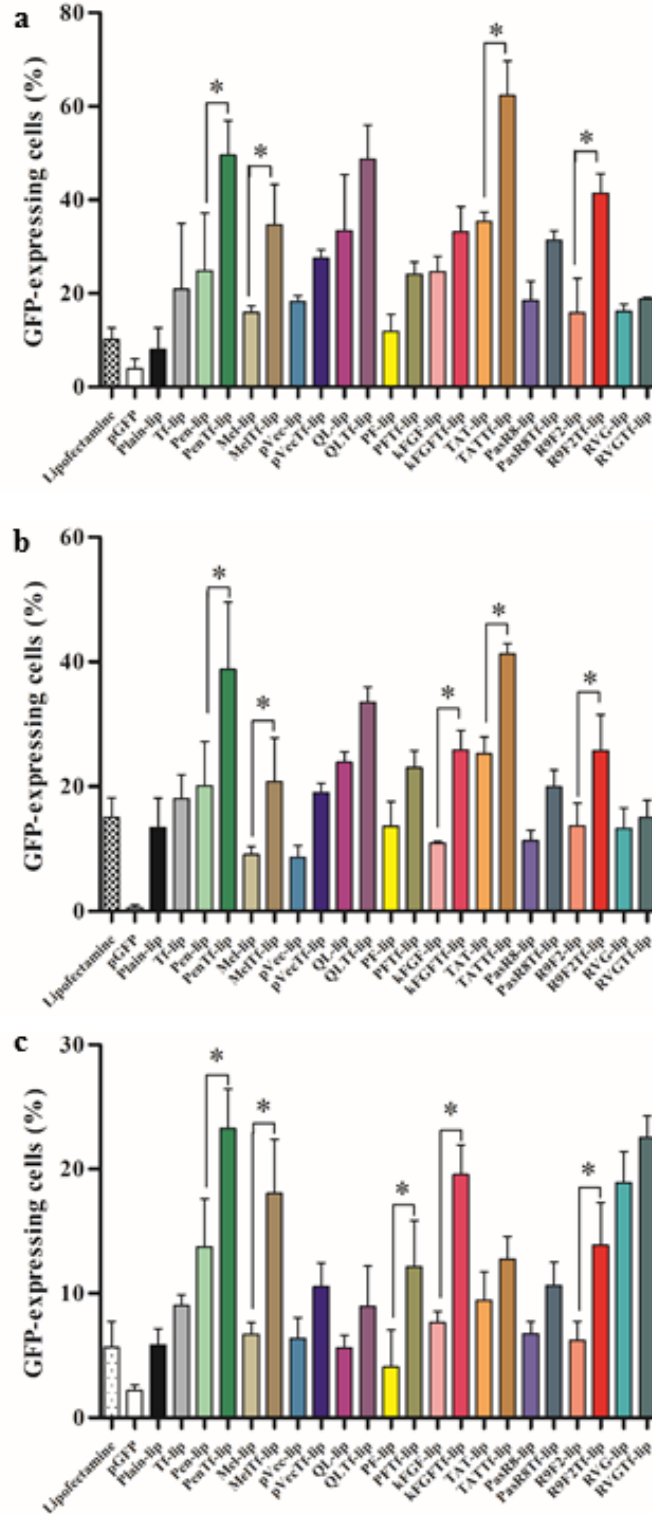 a
GFP-expressing cells (%)
80
60
40
20
0
*
*
*
*
Lipofectamine
pGFP
Plain-lip
Tf-lip
Pen-lip
PenTf-lip
Mel-lip
MelTf-lip
pVec-lip
pVecTf-lip
QL-lip
QLTf-lip
PF-lip
PFTf-lip
kFGF-lip
kFGFTf-lip
TAT-lip
TATTf-lip
PasR8-lip
PasR8Tf-lip
R9F2-lip
R9F2Tf-lip
RVG-lip
RVGTf-lip
b
GFP-expressing cells (%)
60
40
20
0
*
*
*
*
*
Lipofectamine
pGFP
Plain-lip
Tf-lip
Pen-lip
PenTf-lip
Mel-lip
MelTf-lip
pVec-lip
pVecTf-lip
QL-lip
QLTf-lip
PF-lip
PFTf-lip
kFGF-lip
kFGFTf-lip
TAT-lip
TATTf-lip
PasR8-lip
PasR8Tf-lip
R9F2-lip
R9F2Tf-lip
RVG-lip
RVGTf-lip
c
GFP-expressing cells (%)
30
20
10
0
*
*
*
*
*
Lipofectamine
pGFP
Plain-lip
Tf-lip
Pen-lip
PenTf-lip
Mel-lip
MelTf-lip
pVec-lip
pVecTf-lip
QL-lip
QLTf-lip
PF-lip
PFTf-lip
kFGF-lip
kFGFTf-lip
TAT-lip
TATTf-lip
PasR8-lip
PasR8Tf-lip
R9F2-lip
R9F2Tf-lip
RVG-lip
RVGTf-lip